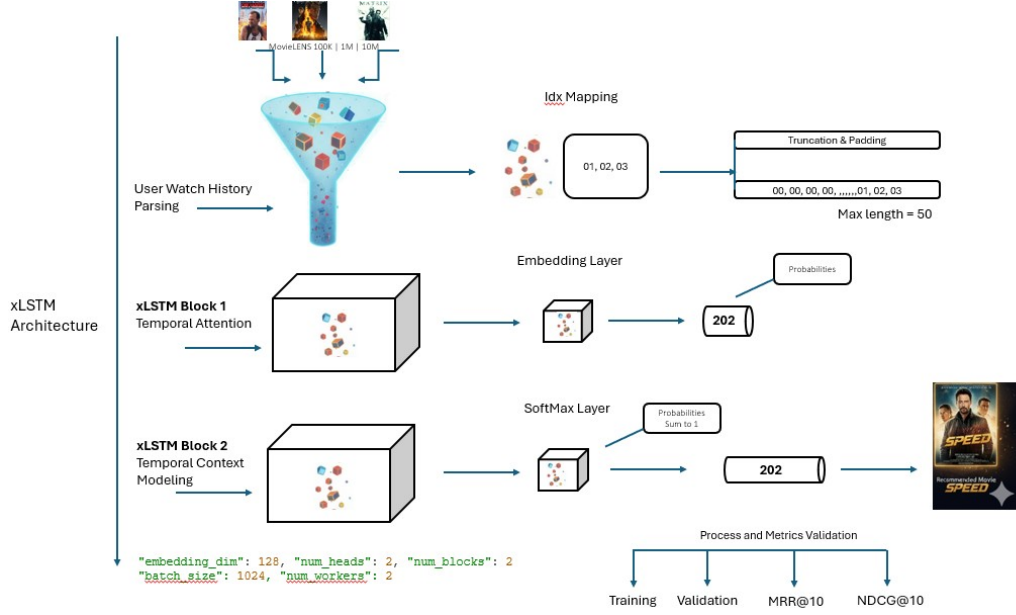 MATRIX
MovieLENS 100K | 1M | 10M
Idx Mapping
01, 02, 03
Truncation & Padding
00, 00, 00, 00, ,,,,,,01, 02, 03
Max length = 50
User Watch History
Parsing
xLSTM
Architecture
xLSTM Block 1
Temporal Attention
Embedding Layer
Probabilities
202
xLSTM Block 2
Temporal Context
Modeling
SoftMax Layer
Probabilities
Sum to 1
202
SPEED
Recommended Movie
SPEED
"embedding_dim": 128, "num_heads": 2, "num_blocks": 2
"batch_size": 1024, "num_workers": 2
Process and Metrics Validation
Training
Validation
MRR@10
NDCG@10